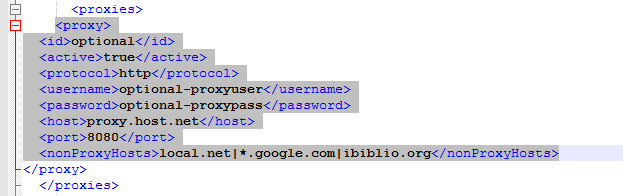 <proxies>
<proxy>
<id>optional</id>
<active>true</active>
<protocol>http</protocol>
<username>optional-proxyuser</username>
<password>optional-proxypass</password>
<host>proxy.host.net</host>
<port>8080</port>
<nonProxyHosts>local.net|*.google.com|ibiblio.org</nonProxyHosts>
</proxy>
</proxies>